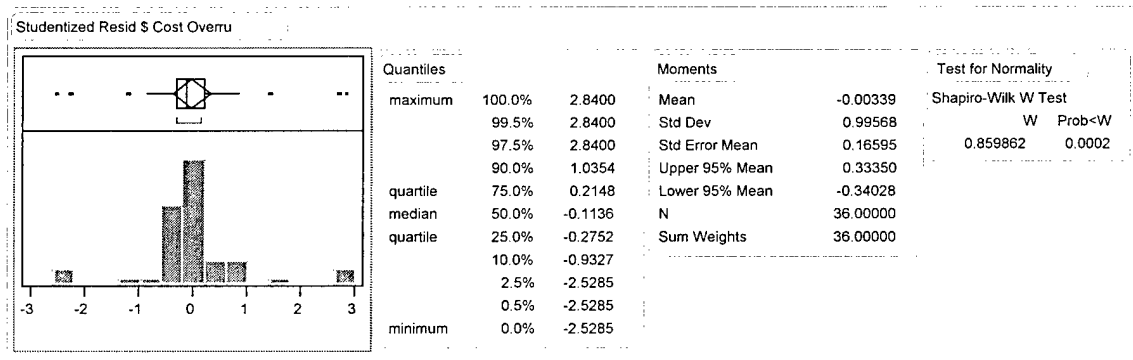 Studentized Resid $ Cost Overru
-3 -2 -1 0 1 2 3
Quantiles
maximum 100.0% 2.8400
99.5% 2.8400
97.5% 2.8400
90.0% 1.0354
quartile 75.0% 0.2148
median 50.0% -0.1136
quartile 25.0% -0.2752
10.0% -0.9327
2.5% -2.5285
0.5% -2.5285
minimum 0.0% -2.5285
Moments
Mean -0.00339
Std Dev 0.99568
Std Error Mean 0.16595
Upper 95% Mean 0.33350
Lower 95% Mean -0.34028
N 36.00000
Sum Weights 36.00000
Test for Normality
Shapiro-Wilk W Test
W Prob<W
0.859862 0.0002